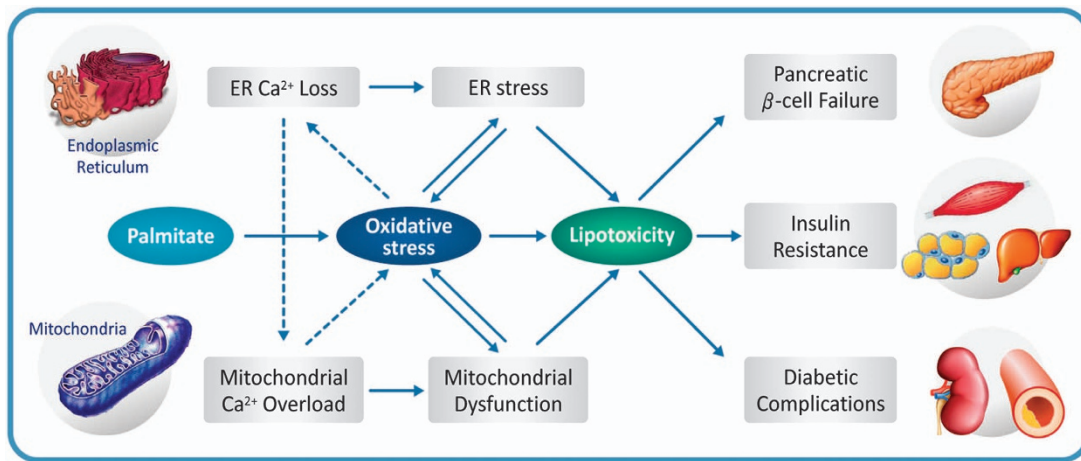 Endoplasmic
Reticulum
ER Ca²⁺ Loss
ER stress
Pancreatic
β-cell Failure
Palmitate
Oxidative
stress
Lipotoxicity
Insulin
Resistance
Mitochondria
Mitochondrial
Ca²⁺ Overload
Mitochondrial
Dysfunction
Diabetic
Complications